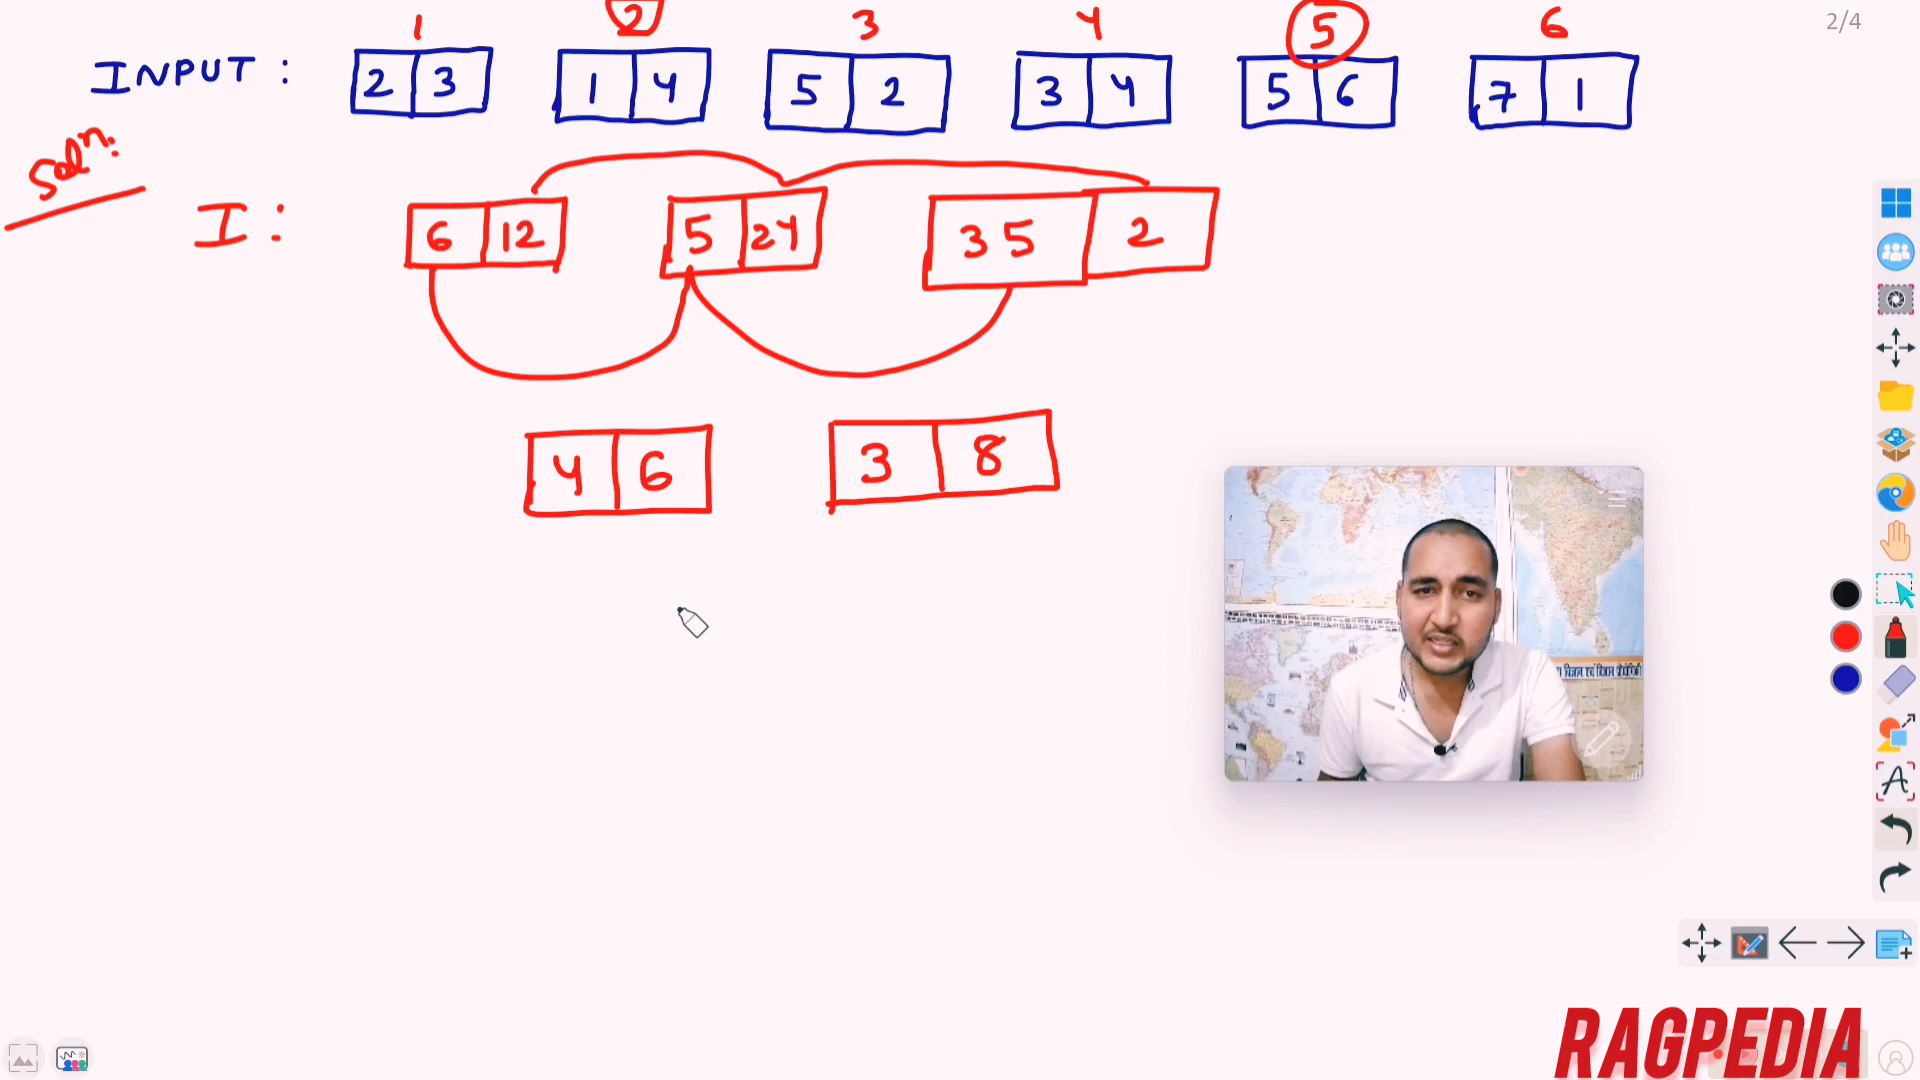 1 2 3 4 5 6
2/4
INPUT : 2 3 1 4 5 2 3 4 5 6 7 1
Solⁿ:
I : 6 12 5 24 35 2
4 6 3 8
RAGPEDIA